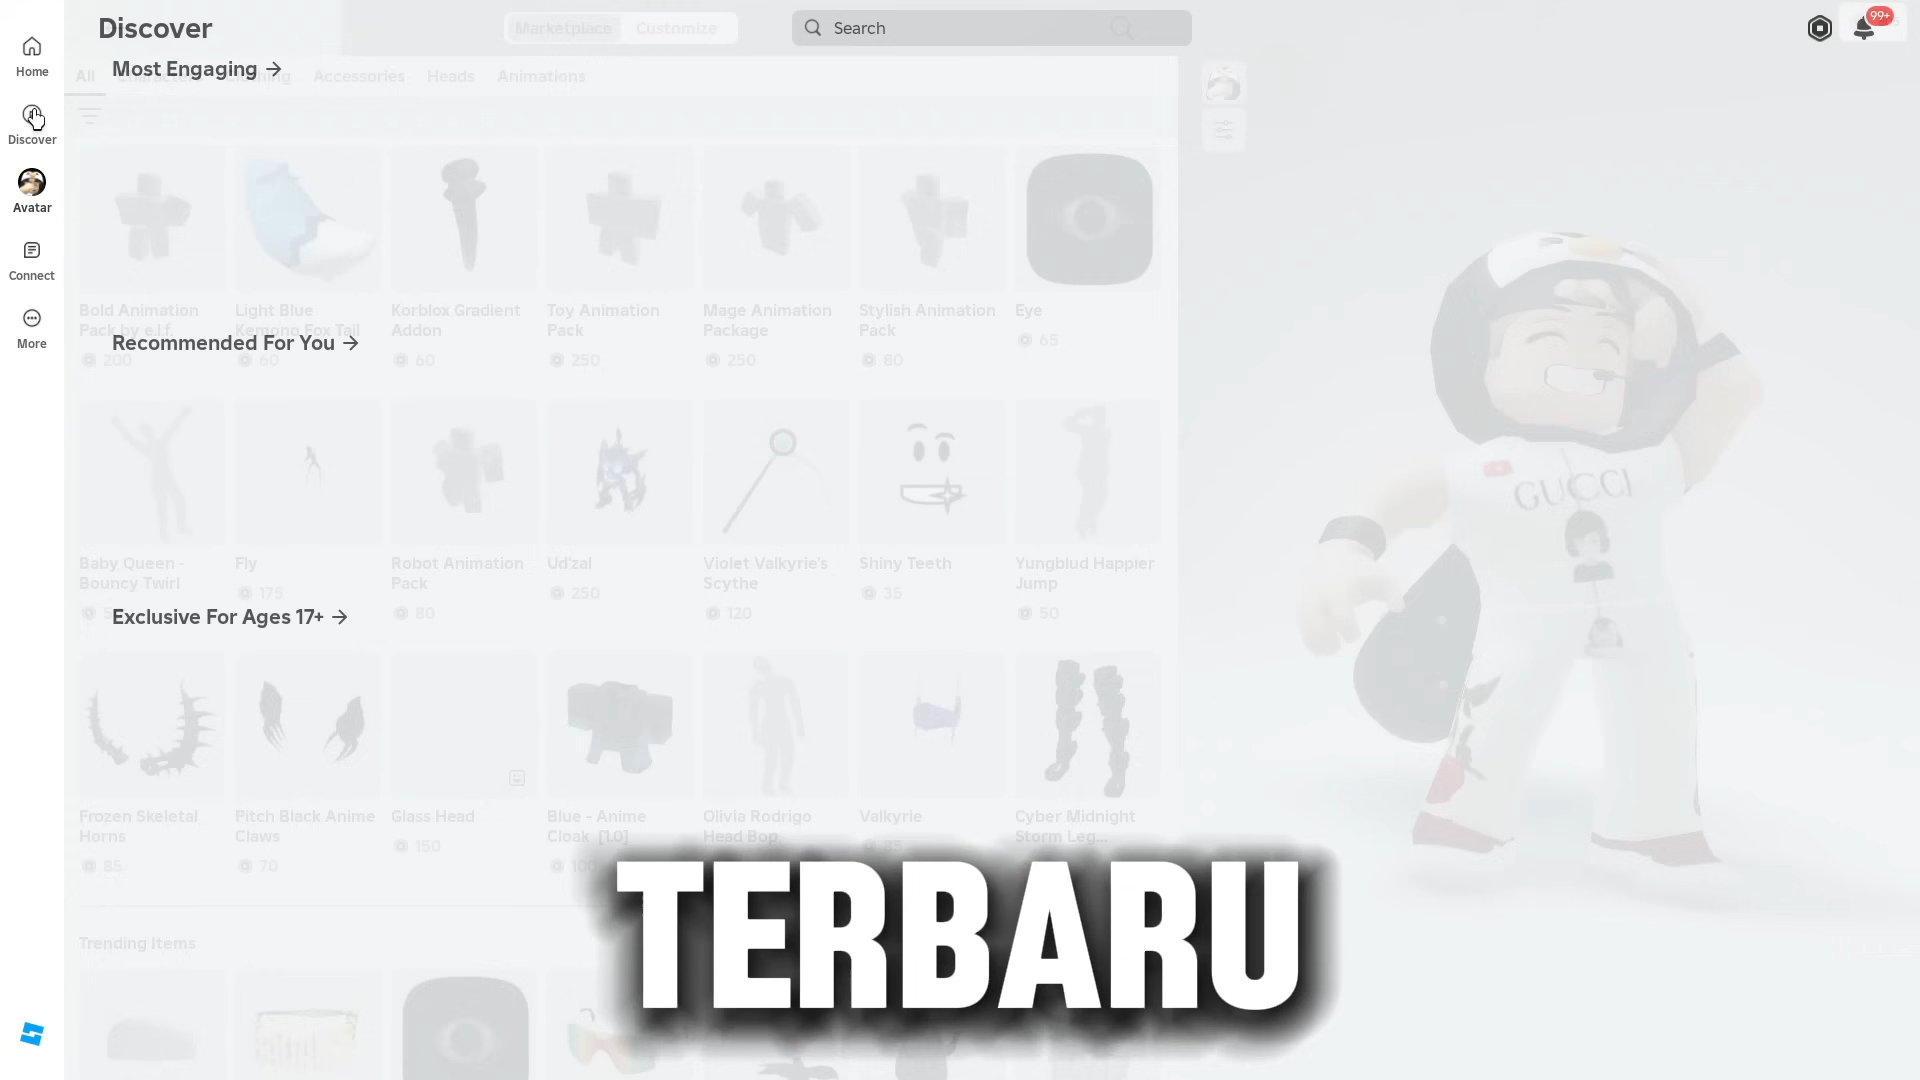 Discover
Marketplace
Customize
Search
99+
Home
Discover
Avatar
Connect
More
Most Engaging →
All
Accessories
Heads
Animations
Bold Animation
Pack by e.l.f.
200
Light Blue
Kemono Fox Tail
60
Korblox Gradient
Addon
60
Toy Animation
Pack
250
Mage Animation
Package
250
Stylish Animation
Pack
80
Eye
65
Recommended For You →
Baby Queen -
Bouncy Twirl
Fly
175
Robot Animation
Pack
80
Ud'zal
250
Violet Valkyrie's
Scythe
120
Shiny Teeth
35
Yungblud Happier
Jump
50
Exclusive For Ages 17+ →
Frozen Skeletal
Horns
85
Pitch Black Anime
Claws
70
Glass Head
150
Blue - Anime
Cloak [1.0]
100
Olivia Rodrigo
Head Bop
Valkyrie
Cyber Midnight
Storm Leg...
Trending Items
GUCCI
TERBARU